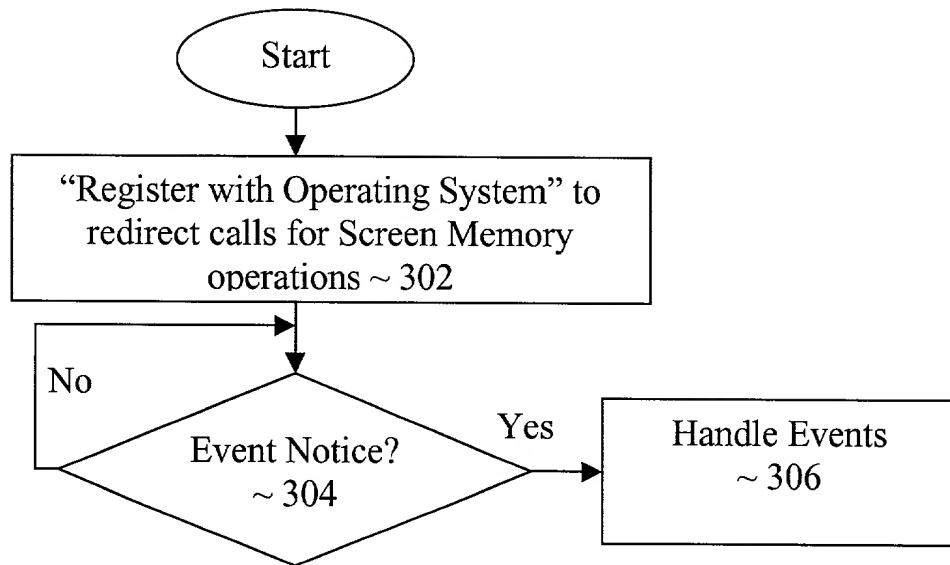 Start
“Register with Operating System” to
redirect calls for Screen Memory
operations ~ 302
No
Event Notice?
~ 304
Yes
Handle Events
~ 306